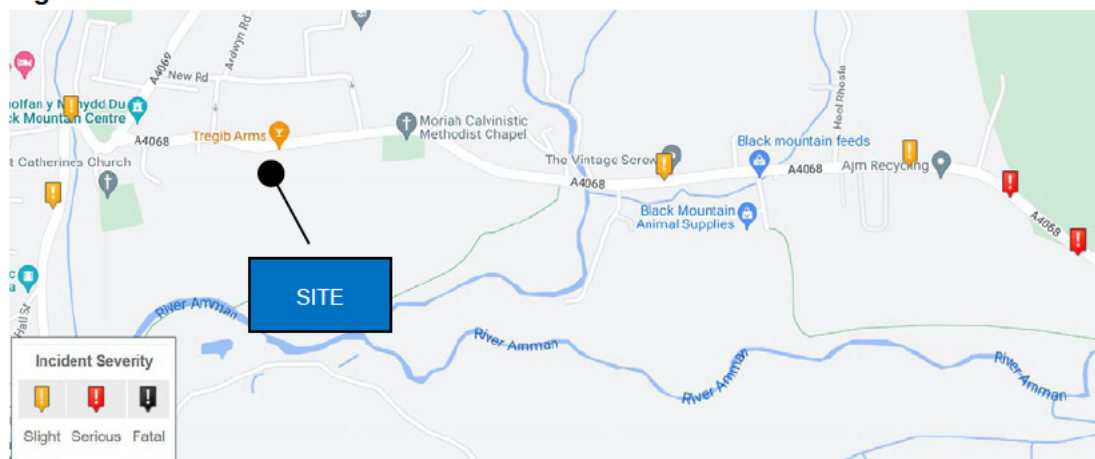 Ardwyn Rd
A4069
New Rd
olfan y Mynydd Du
ck Mountain Centre
A4068
Tregib Arms
Moriah Calvinistic
Methodist Chapel
Heol Rhosfa
t Catherines Church
The Vintage Screw
Black mountain feeds
A4068
A4068
Ajm Recycling
A4068
Black Mountain
Animal Supplies
SITE
River Amman
Hall St
River Amman
River Amman
River Amman
Incident Severity
Slight Serious Fatal